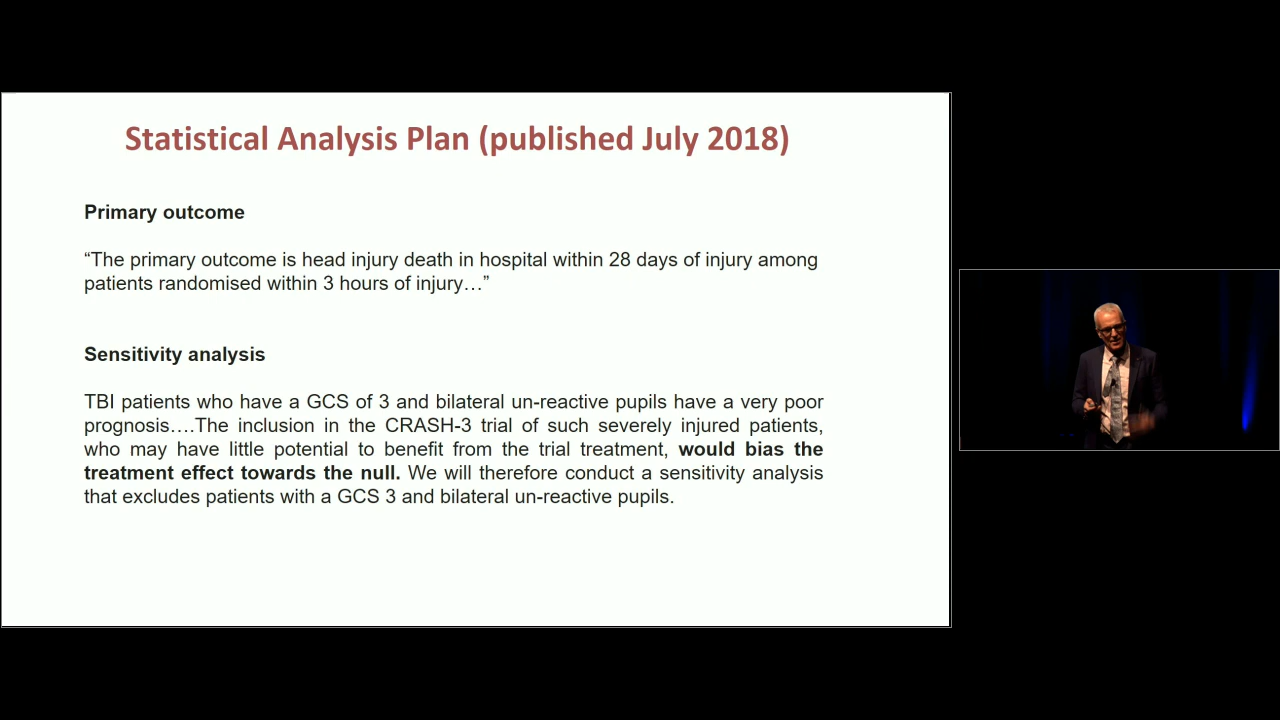 Statistical Analysis Plan (published July 2018)
Primary outcome
“The primary outcome is head injury death in hospital within 28 days of injury among
patients randomised within 3 hours of injury…”
Sensitivity analysis
TBI patients who have a GCS of 3 and bilateral un-reactive pupils have a very poor
prognosis….The inclusion in the CRASH-3 trial of such severely injured patients,
who may have little potential to benefit from the trial treatment, would bias the
treatment effect towards the null. We will therefore conduct a sensitivity analysis
that excludes patients with a GCS 3 and bilateral un-reactive pupils.